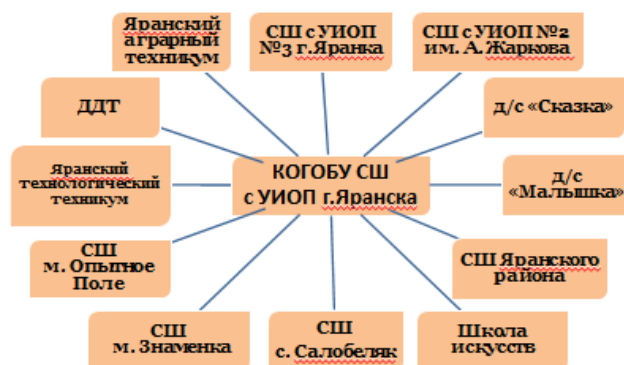 Яранский
аграрный
техникум
СШ с УИОП
№3 г.Яранка
СШ с УИОП №2
им. А.Жаркова
ДДТ
д/с «Сказка»
Яранский
технологический
техникум
КОГОБУ СШ
с УИОП г.Яранска
д/с
«Малышка»
СШ
м. Опытное
Поле
СШ Яранского
района
СШ
м. Знаменка
СШ
с. Салобеляк
Школа
искусств